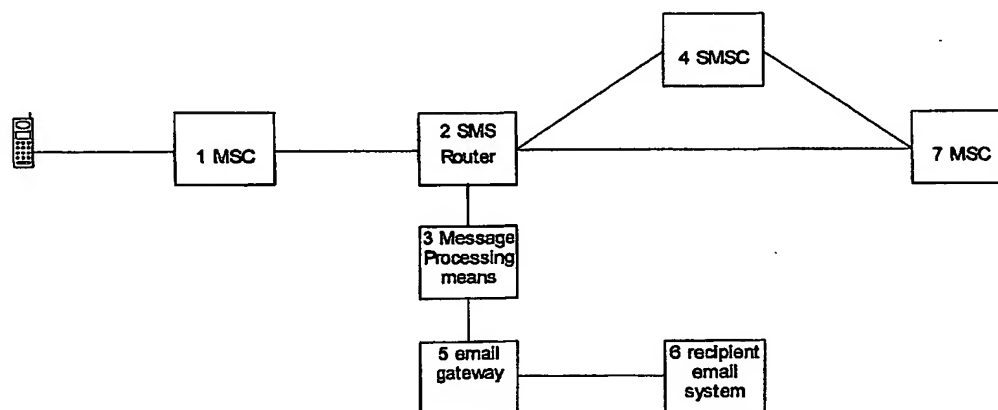 4 SMSC
1 MSC
2 SMS
Router
7 MSC
3 Message
Processing
means
5 email
gateway
6 recipient
email
system